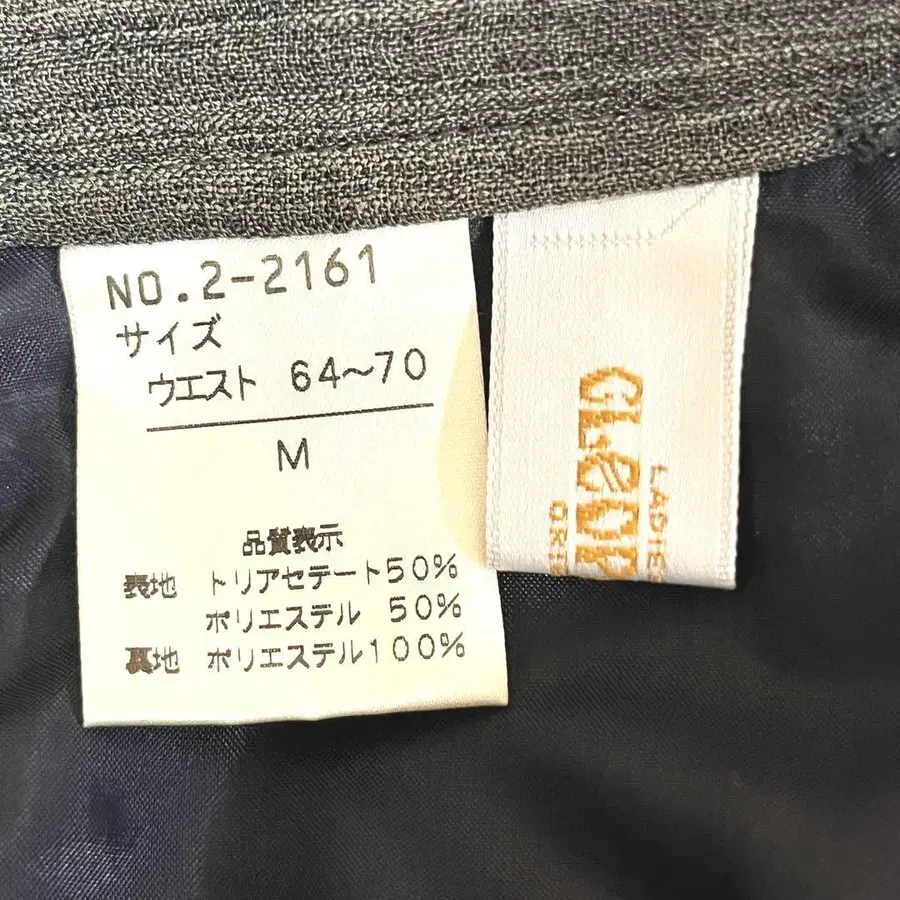 NO.2-2161
サイズ
ウエスト 64～70
M
品質表示
表地 トリアセテート50%
ポリエステル 50%
裏地 ポリエステル100%